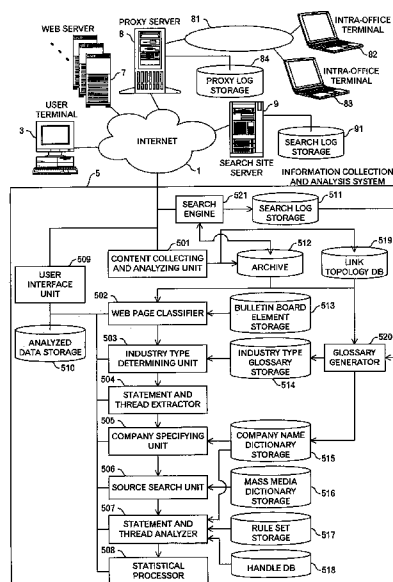 PROXY SERVER
81
WEB SERVER
8
INTRA-OFFICE
TERMINAL
84
82
PROXY LOG
STORAGE
INTRA-OFFICE
TERMINAL
7
9
83
USER
TERMINAL
3
INTERNET
91
SEARCH SITE
SERVER
SEARCH LOG
STORAGE
1
5
INFORMATION COLLECTION
AND ANALYSIS SYSTEM
521
511
SEARCH
ENGINE
SEARCH LOG
STORAGE
501
519
509
CONTENT COLLECTING
AND ANALYZING UNIT
512
ARCHIVE
LINK
TOPOLOGY DB
USER
INTERFACE
UNIT
502
WEB PAGE CLASSIFIER
BULLETIN BOARD
ELEMENT
STORAGE
513
520
503
ANALYZED
DATA STORAGE
510
INDUSTRY TYPE
DETERMINING UNIT
INDUSTRY TYPE
GLOSSARY
STORAGE
514
GLOSSARY
GENERATOR
504
STATEMENT AND
THREAD EXTRACTOR
505
COMPANY
SPECIFYING
UNIT
COMPANY NAME
DICTIONARY
STORAGE
515
506
SOURCE SEARCH UNIT
MASS MEDIA
DICTIONARY
STORAGE
516
507
STATEMENT AND
THREAD ANALYZER
RULE SET
STORAGE
517
508
STATISTICAL
PROCESSOR
HANDLE DB
518